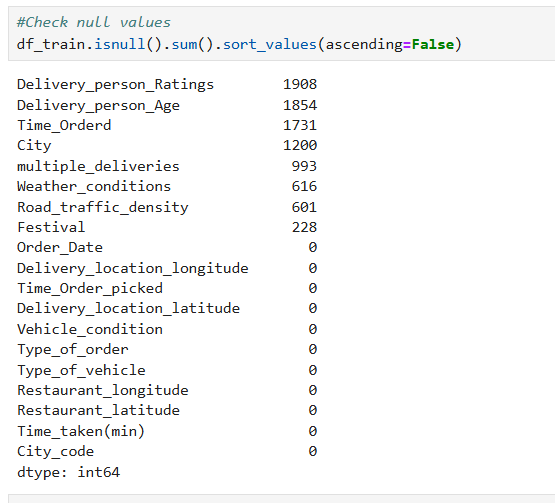 #Check null values
df_train.isnull().sum().sort_values(ascending=False)
Delivery_person_Ratings 1908
Delivery_person_Age 1854
Time_Orderd 1731
City 1200
multiple_deliveries 993
Weather_conditions 616
Road_traffic_density 601
Festival 228
Order_Date 0
Delivery_location_longitude 0
Time_Order_picked 0
Delivery_location_latitude 0
Vehicle_condition 0
Type_of_order 0
Type_of_vehicle 0
Restaurant_longitude 0
Restaurant_latitude 0
Time_taken(min) 0
City_code 0
dtype: int64